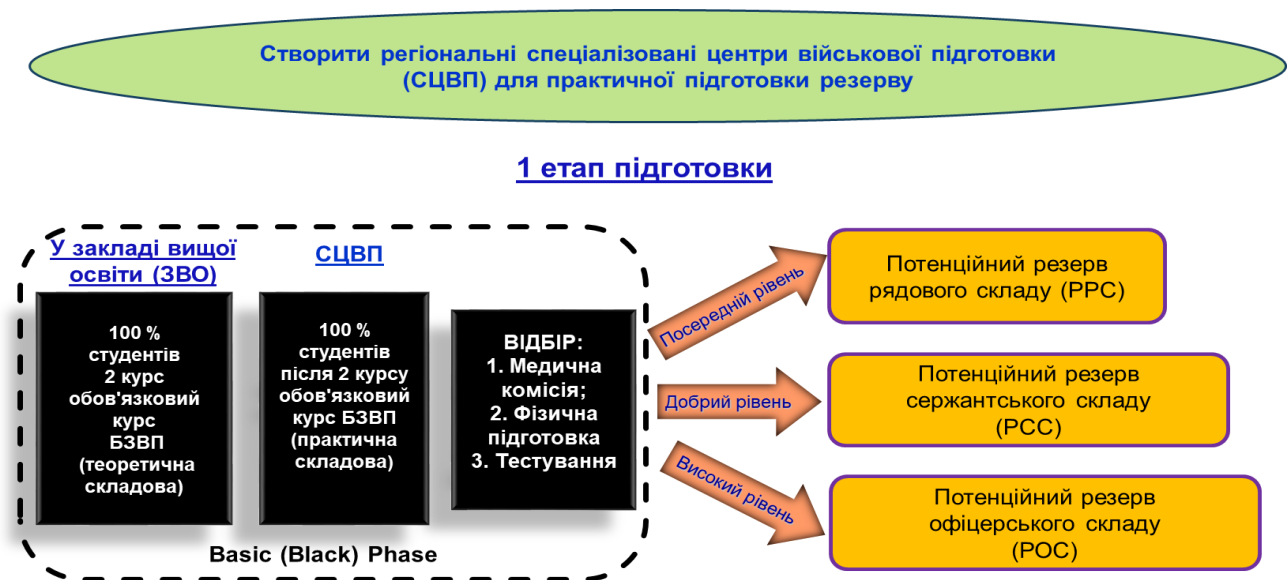 Створити регіональні спеціалізовані центри військової підготовки
(СЦВП) для практичної підготовки резерву
1 етап підготовки
У закладі вищої
освіти (ЗВО)
100 %
студентів
2 курс
обов'язковий
курс
БЗВП
(теоретична
складова)
СЦВП
100 %
студентів
після 2 курсу
обов'язковий
курс БЗВП
(практична
складова)
ВІДБІР:
1. Медична
комісія;
2. Фізична
підготовка
3. Тестування
Basic (Black) Phase
Посередній рівень
Потенційний резерв
рядового складу (РРС)
Добрий рівень
Потенційний резерв
сержантського складу
(РСС)
Високий рівень
Потенційний резерв
офіцерського складу
(РОС)